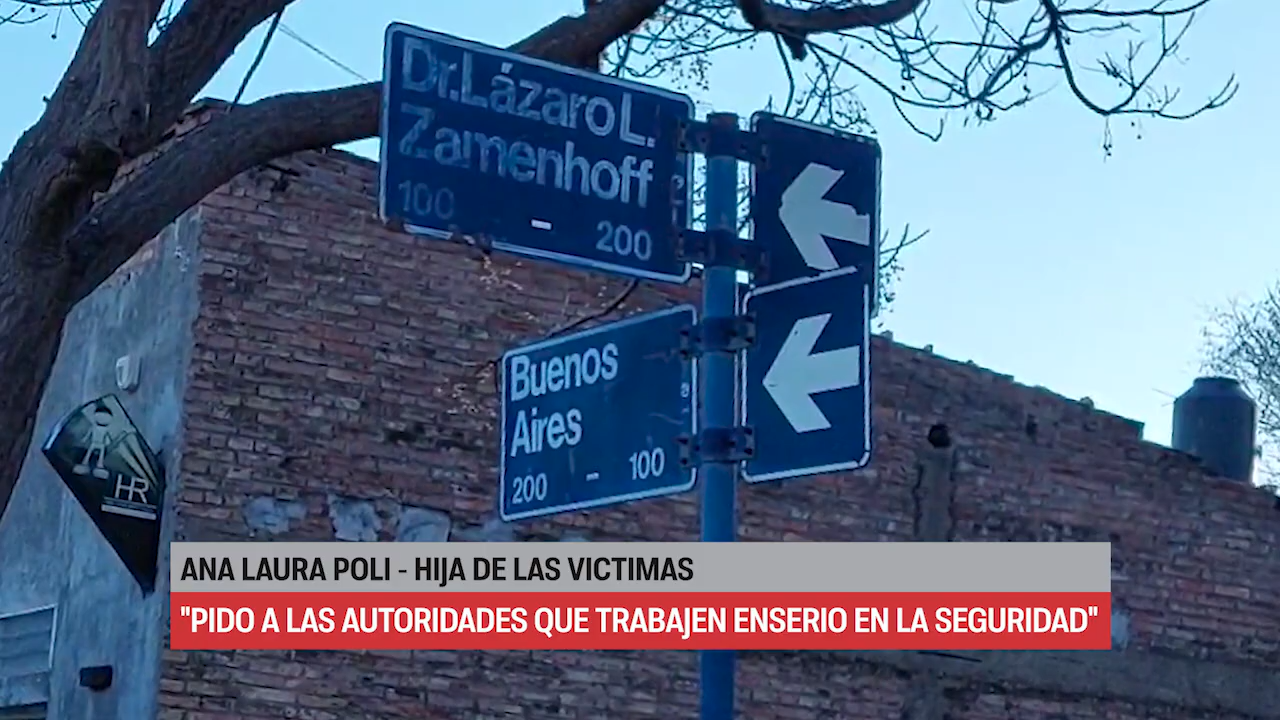 Dr.Lázaro L.
Zamenhoff
100 - 200
Buenos
Aires
200 - 100
HR
ANA LAURA POLI - HIJA DE LAS VICTIMAS
"PIDO A LAS AUTORIDADES QUE TRABAJEN ENSERIO EN LA SEGURIDAD"